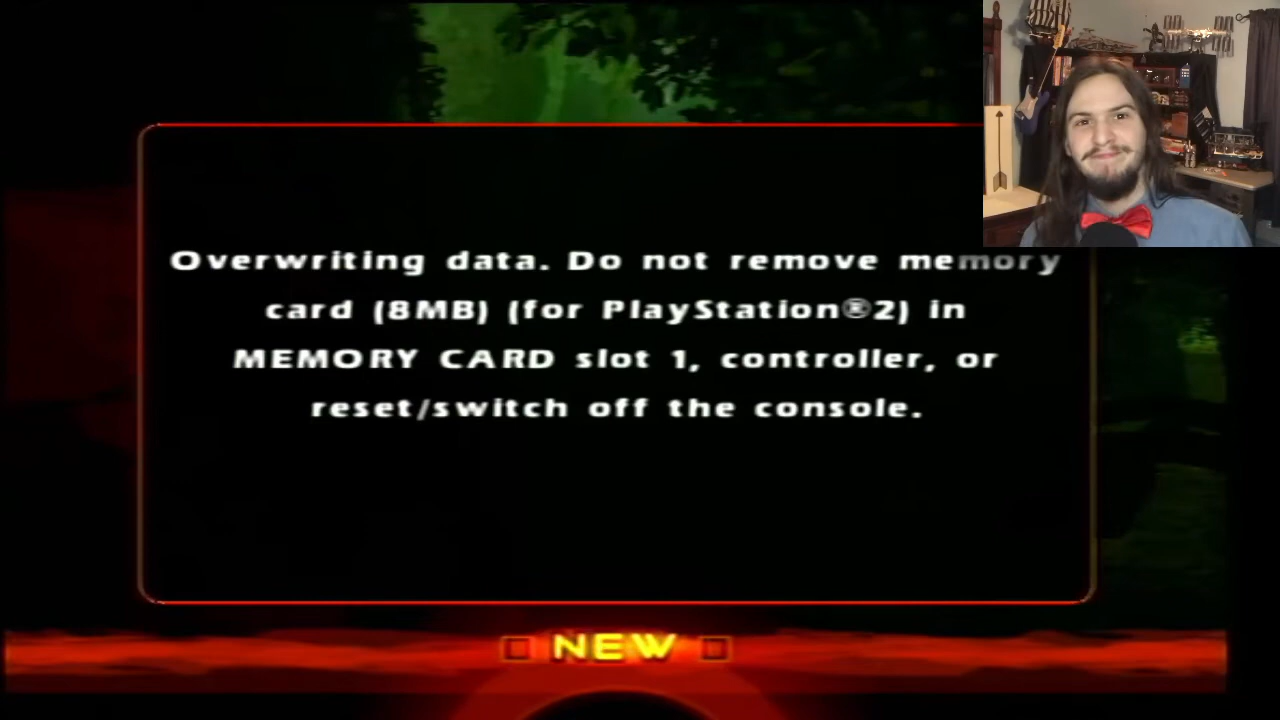 Overwriting data. Do not remove memory
card (8MB) (for PlayStation®2) in
MEMORY CARD slot 1, controller, or
reset/switch off the console.
NEW